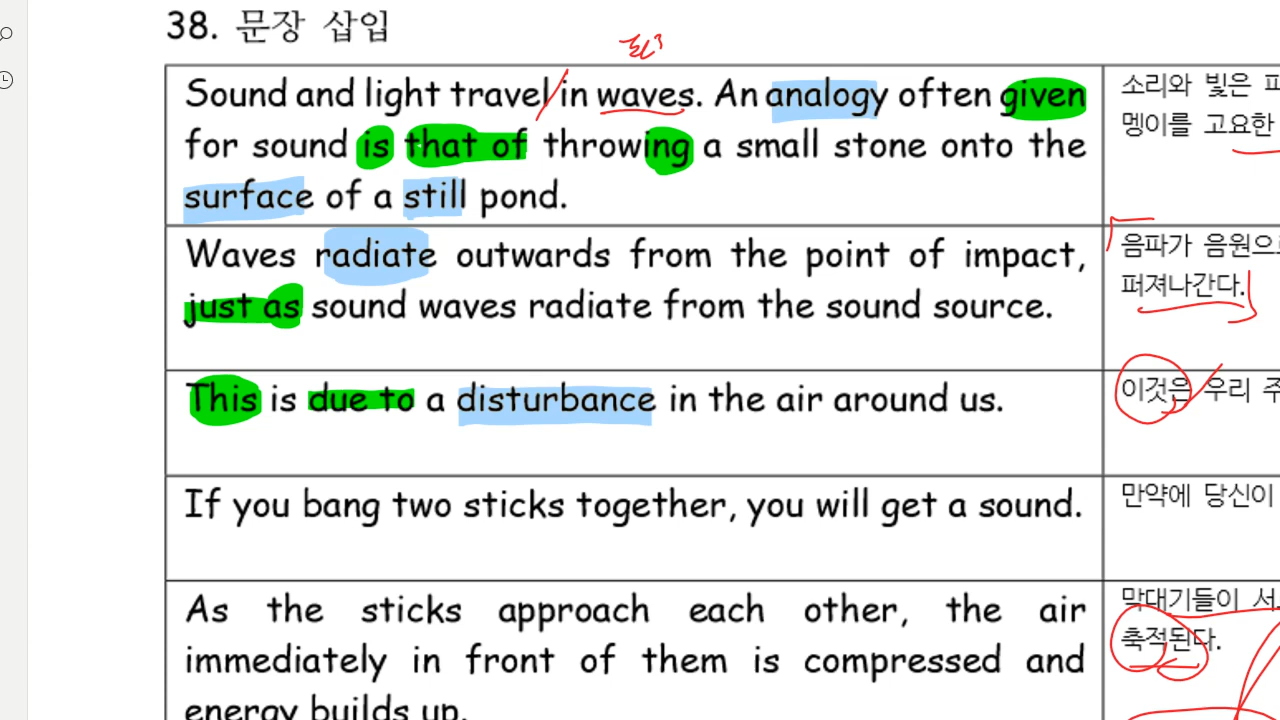 38. 문장 삽입
Sound and light travel in waves. An analogy often given
for sound is that of throwing a small stone onto the
surface of a still pond.
소리와 빛은
멩이를 고요한
Waves radiate outwards from the point of impact,
just as sound waves radiate from the sound source.
음파가 음원으로
퍼져나간다.
This is due to a disturbance in the air around us.
이것은 우리 주
If you bang two sticks together, you will get a sound.
만약에 당신이
As the sticks approach each other, the air
immediately in front of them is compressed and
energy builds up.
막대기들이 서
축적된다.